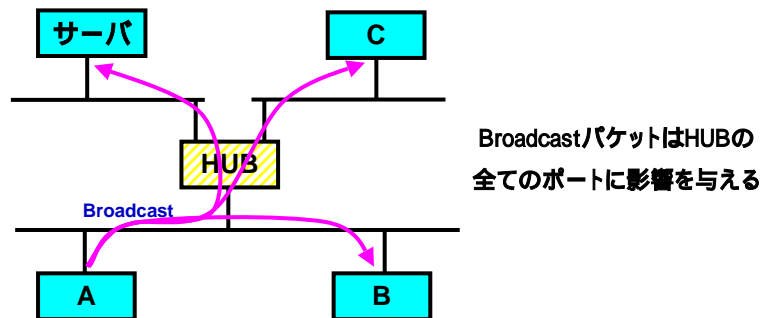 サーバ
C
HUB
BroadcastパケットはHUBの
全てのポートに影響を与える
Broadcast
A
B